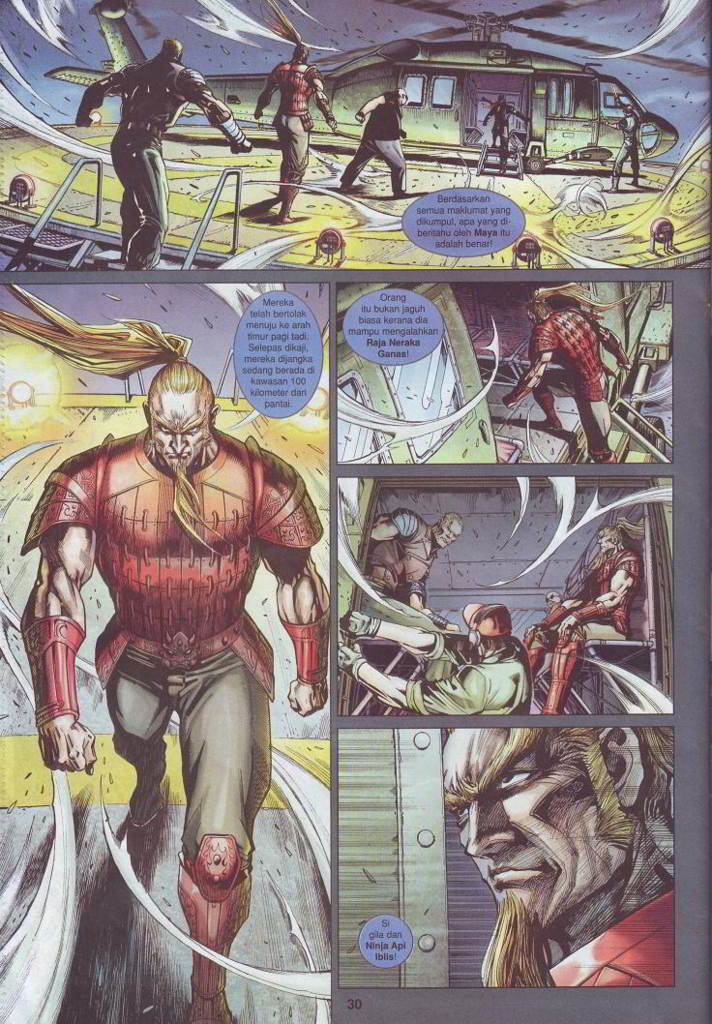 Berdasarkan
semua maklumat yang
dikumpul, apa yang di-
beritahu oleh Maya itu
adalah benar!
Mereka
telah bertolak
menuju ke arah
timur pagi tadi.
Selepas dikaji,
mereka dijangka
sedang berada di
kawasan 100
kilometer dari
pantai.
Orang
itu bukan jaguh
biasa kerana dia
mampu mengalahkan
Raja Neraka
Ganas!
Si
gila dan
Ninja Api
Iblis!
30